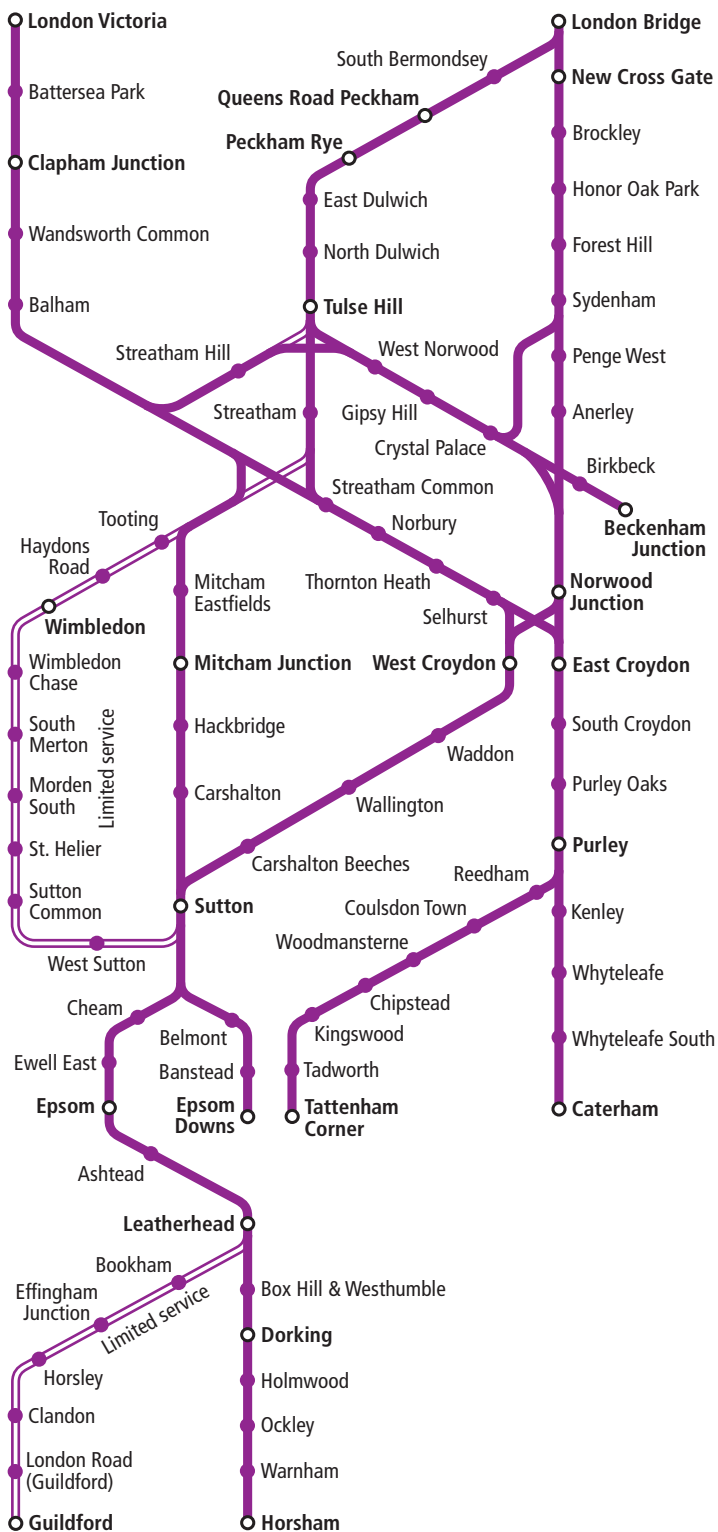 London Victoria
London Bridge
South Bermondsey
New Cross Gate
Battersea Park
Queens Road Peckham
Brockley
Peckham Rye
Clapham Junction
Honor Oak Park
East Dulwich
Wandsworth Common
Forest Hill
North Dulwich
Balham
Sydenham
Tulse Hill
Streatham Hill
West Norwood
Penge West
Streatham
Gipsy Hill
Anerley
Crystal Palace
Birkbeck
Streatham Common
Tooting
Norbury
Beckenham
Junction
Haydons
Road
Thornton Heath
Mitcham
Eastfields
Norwood
Junction
Selhurst
Wimbledon
Wimbledon
Chase
Mitcham Junction
West Croydon
East Croydon
South
Merton
Limited service
Hackbridge
South Croydon
Waddon
Morden
South
Carshalton
Wallington
Purley Oaks
St. Helier
Purley
Carshalton Beeches
Reedham
Sutton
Common
Sutton
Coulsdon Town
Kenley
Woodmansterne
West Sutton
Whyteleafe
Chipstead
Cheam
Belmont
Kingswood
Whyteleafe South
Ewell East
Banstead
Tadworth
Epsom
Epsom
Downs
Tattenham
Corner
Caterham
Ashtead
Leatherhead
Bookham
Effingham
Junction
Limited service
Box Hill & Westhumble
Dorking
Horsley
Holmwood
Clandon
Ockley
London Road
(Guildford)
Warnham
Guildford
Horsham